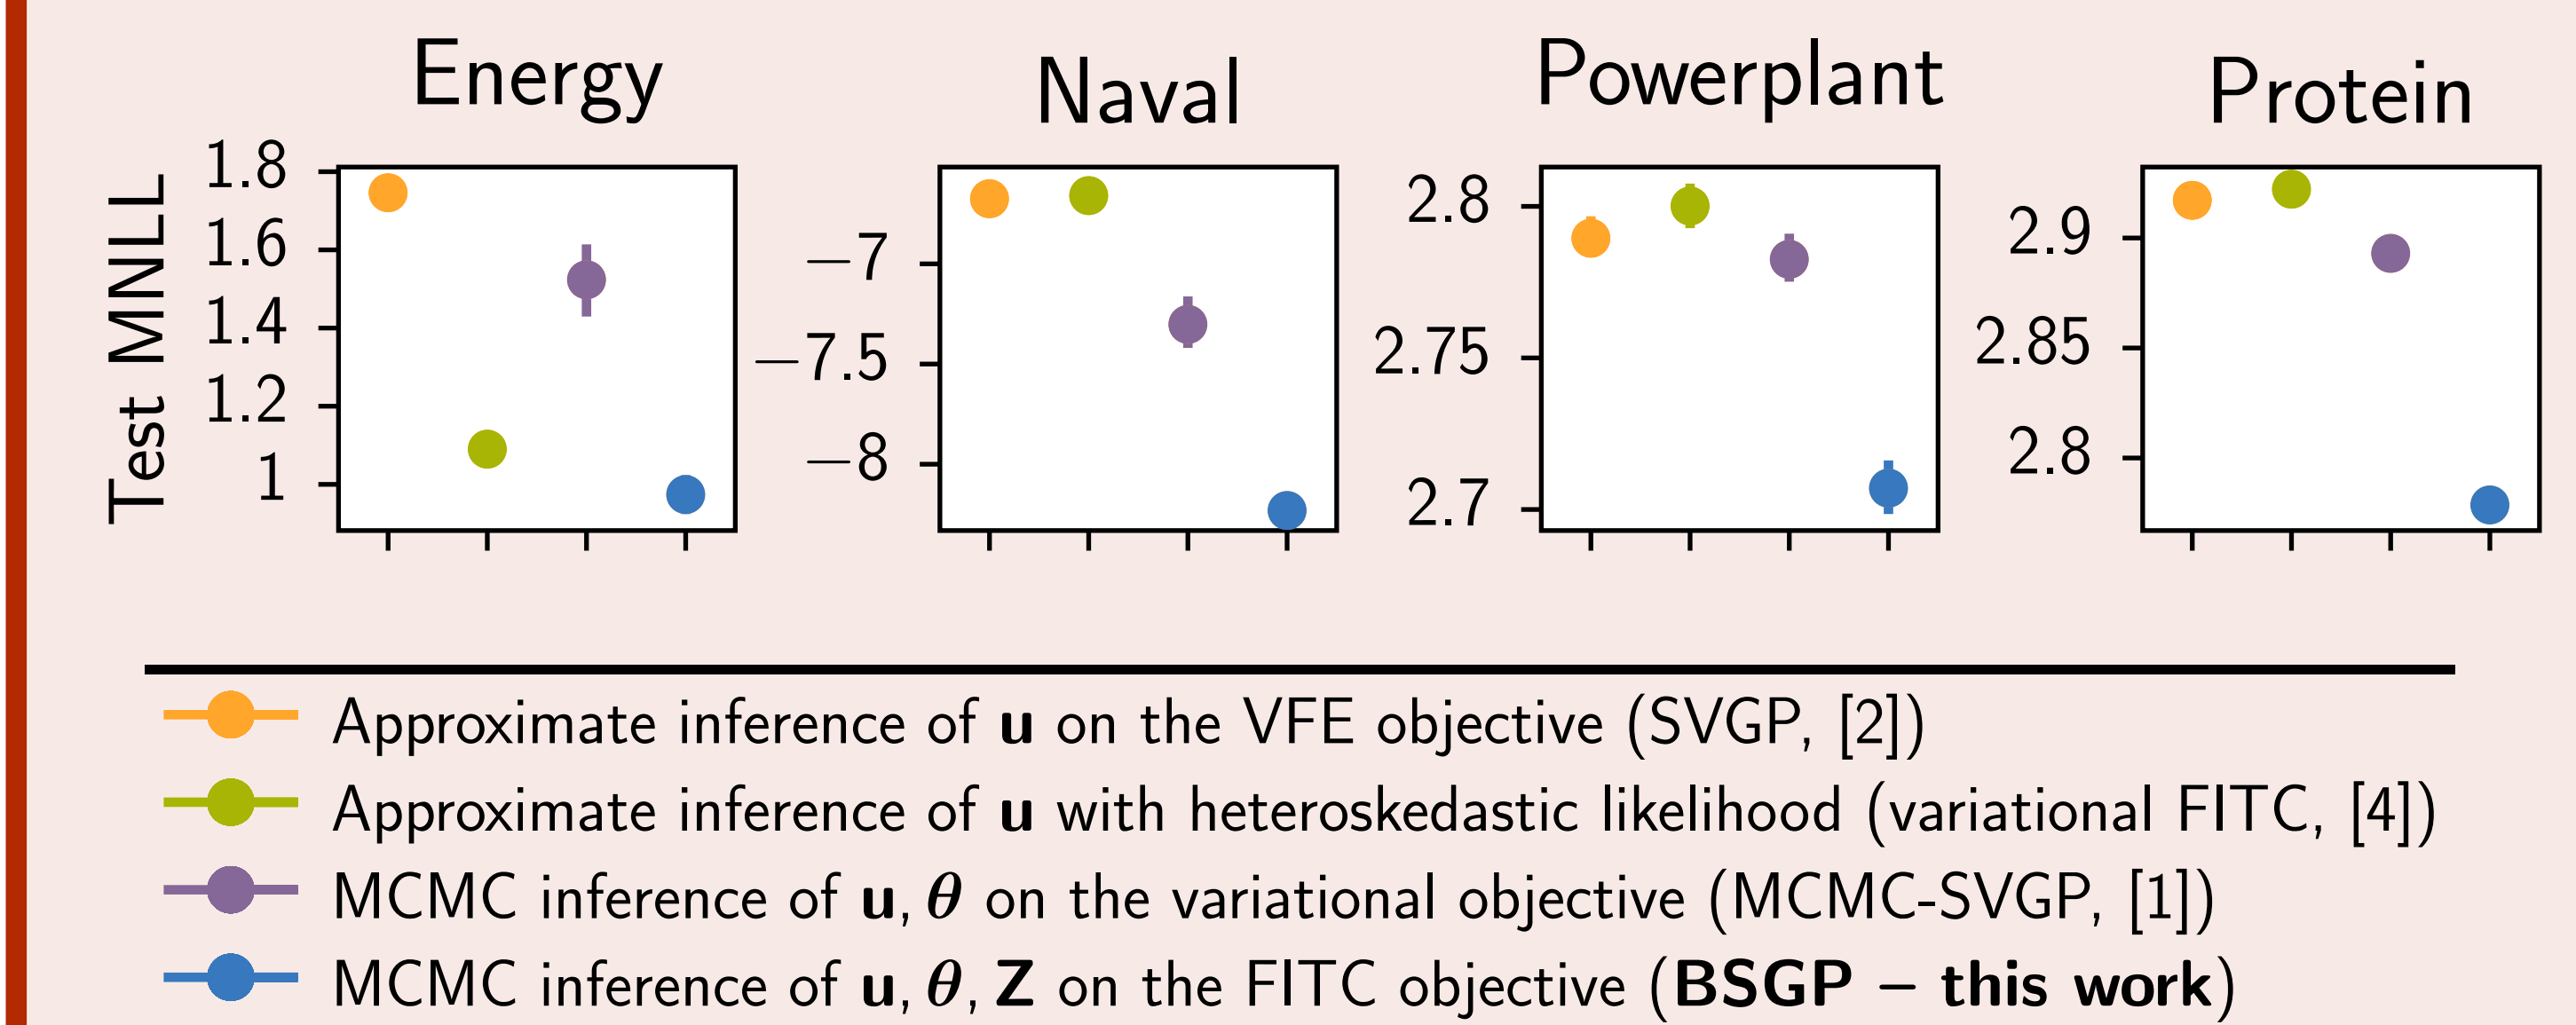 Energy
Naval
Powerplant
Protein
Test MNLL
1.8
1.6
1.4
1.2
1
−7
−7.5
−8
2.8
2.75
2.7
2.9
2.85
2.8
Approximate inference of u on the VFE objective (SVGP, [2])
Approximate inference of u with heteroskedastic likelihood (variational FITC, [4])
MCMC inference of u, θ on the variational objective (MCMC-SVGP, [1])
MCMC inference of u, θ, Z on the FITC objective (BSGP – this work)